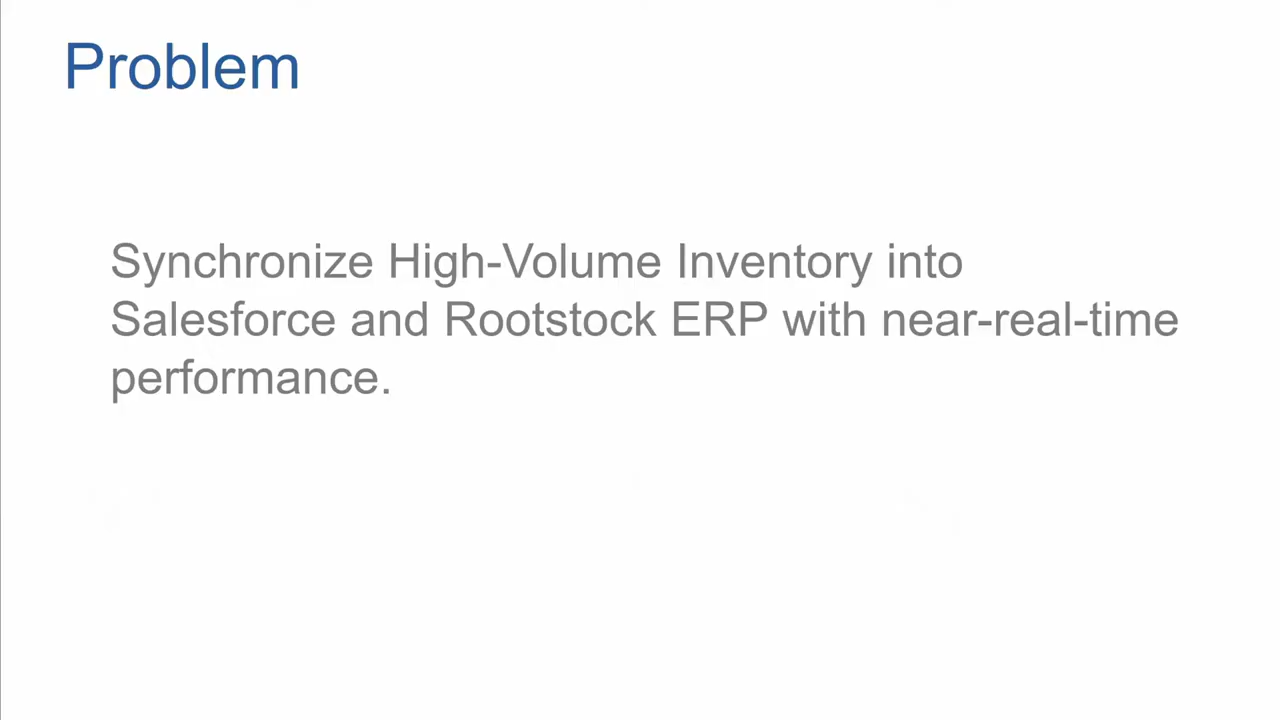 Problem
Synchronize High-Volume Inventory into
Salesforce and Rootstock ERP with near-real-time
performance.